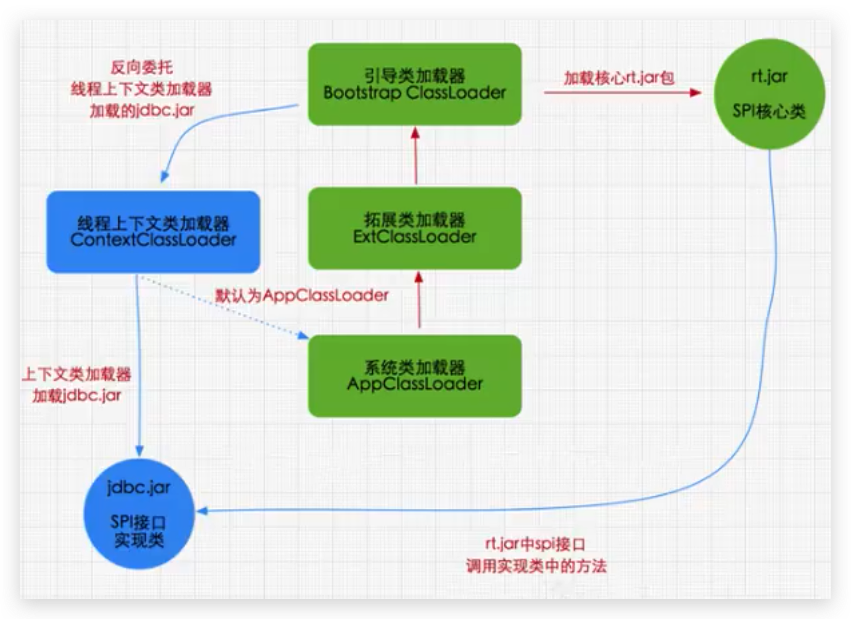 反向委托
线程上下文类加载器
加载的jdbc.jar
引导类加载器
Bootstrap ClassLoader
加载核心rt.jar包
rt.jar
SPI核心类
线程上下文类加载器
ContextClassLoader
拓展类加载器
ExtClassLoader
默认为AppClassLoader
系统类加载器
AppClassLoader
上下文类加载器
加载jdbc.jar
jdbc.jar
SPI接口
实现类
rt.jar中spi接口
调用实现类中的方法